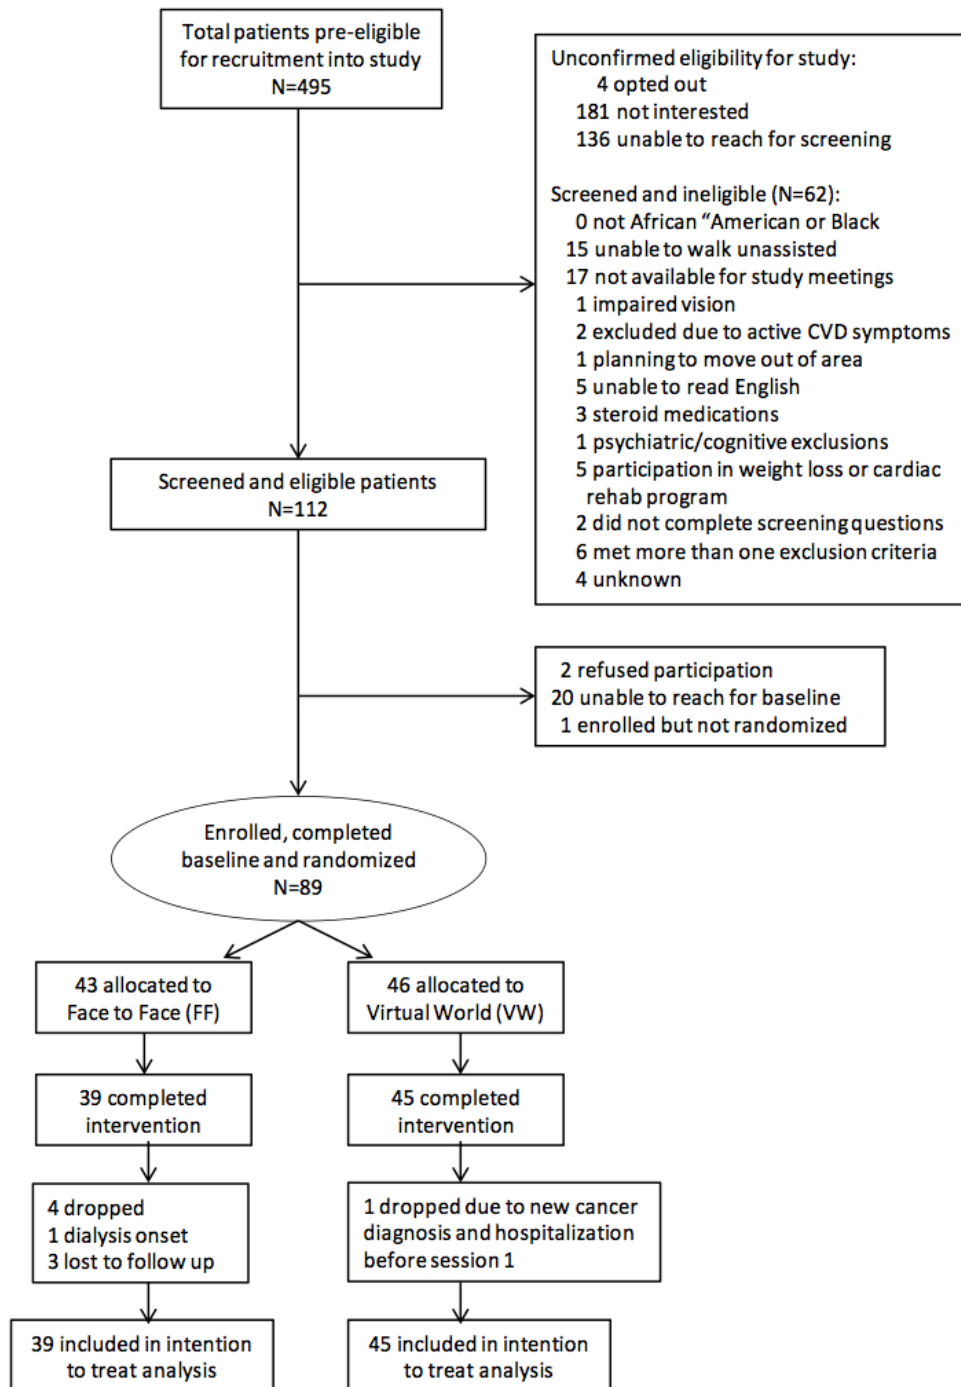 Total patients pre-eligible
for recruitment into study
N=495
Unconfirmed eligibility for study:
4 opted out
181 not interested
136 unable to reach for screening
Screened and ineligible (N=62):
0 not African “American or Black
15 unable to walk unassisted
17 not available for study meetings
1 impaired vision
2 excluded due to active CVD symptoms
1 planning to move out of area
5 unable to read English
3 steroid medications
1 psychiatric/cognitive exclusions
5 participation in weight loss or cardiac
rehab program
2 did not complete screening questions
6 met more than one exclusion criteria
4 unknown
Screened and eligible patients
N=112
2 refused participation
20 unable to reach for baseline
1 enrolled but not randomized
Enrolled, completed
baseline and randomized
N=89
43 allocated to
Face to Face (FF)
46 allocated to
Virtual World (VW)
39 completed
intervention
45 completed
intervention
4 dropped
1 dialysis onset
3 lost to follow up
1 dropped due to new cancer
diagnosis and hospitalization
before session 1
39 included in intention
to treat analysis
45 included in intention
to treat analysis